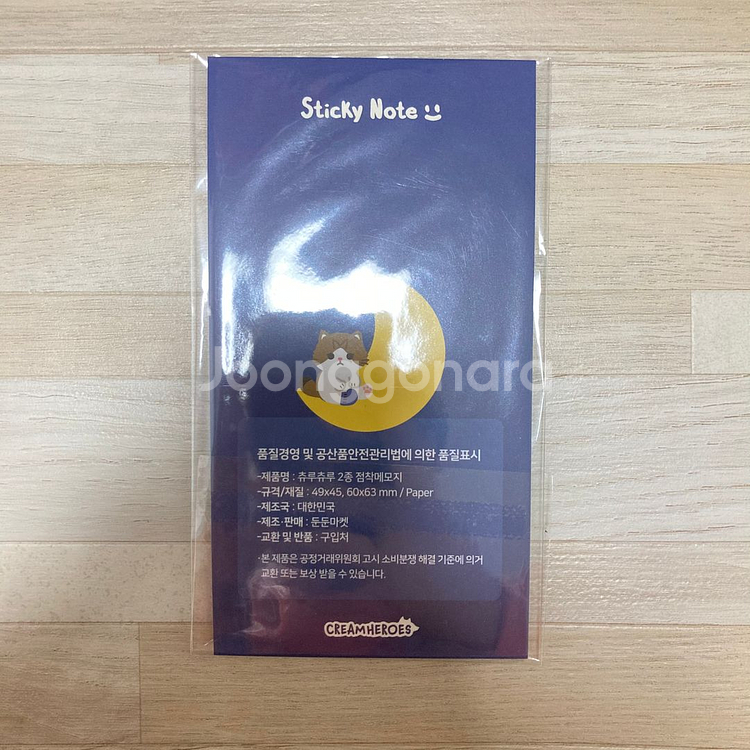 Sticky Note
Joongonara
품질경영 및 공산품안전관리법에 의한 품질표시
-제품명 : 츄루츄루 2종 점착메모지
-규격/재질 : 49x45, 60x63 mm / Paper
-제조국 : 대한민국
-제조·판매 : 둔둔마켓
-교환 및 반품 : 구입처
·본 제품은 공정거래위원회 고시 소비분쟁 해결 기준에 의거
교환 또는 보상 받을 수 있습니다.
CREAMHEROES